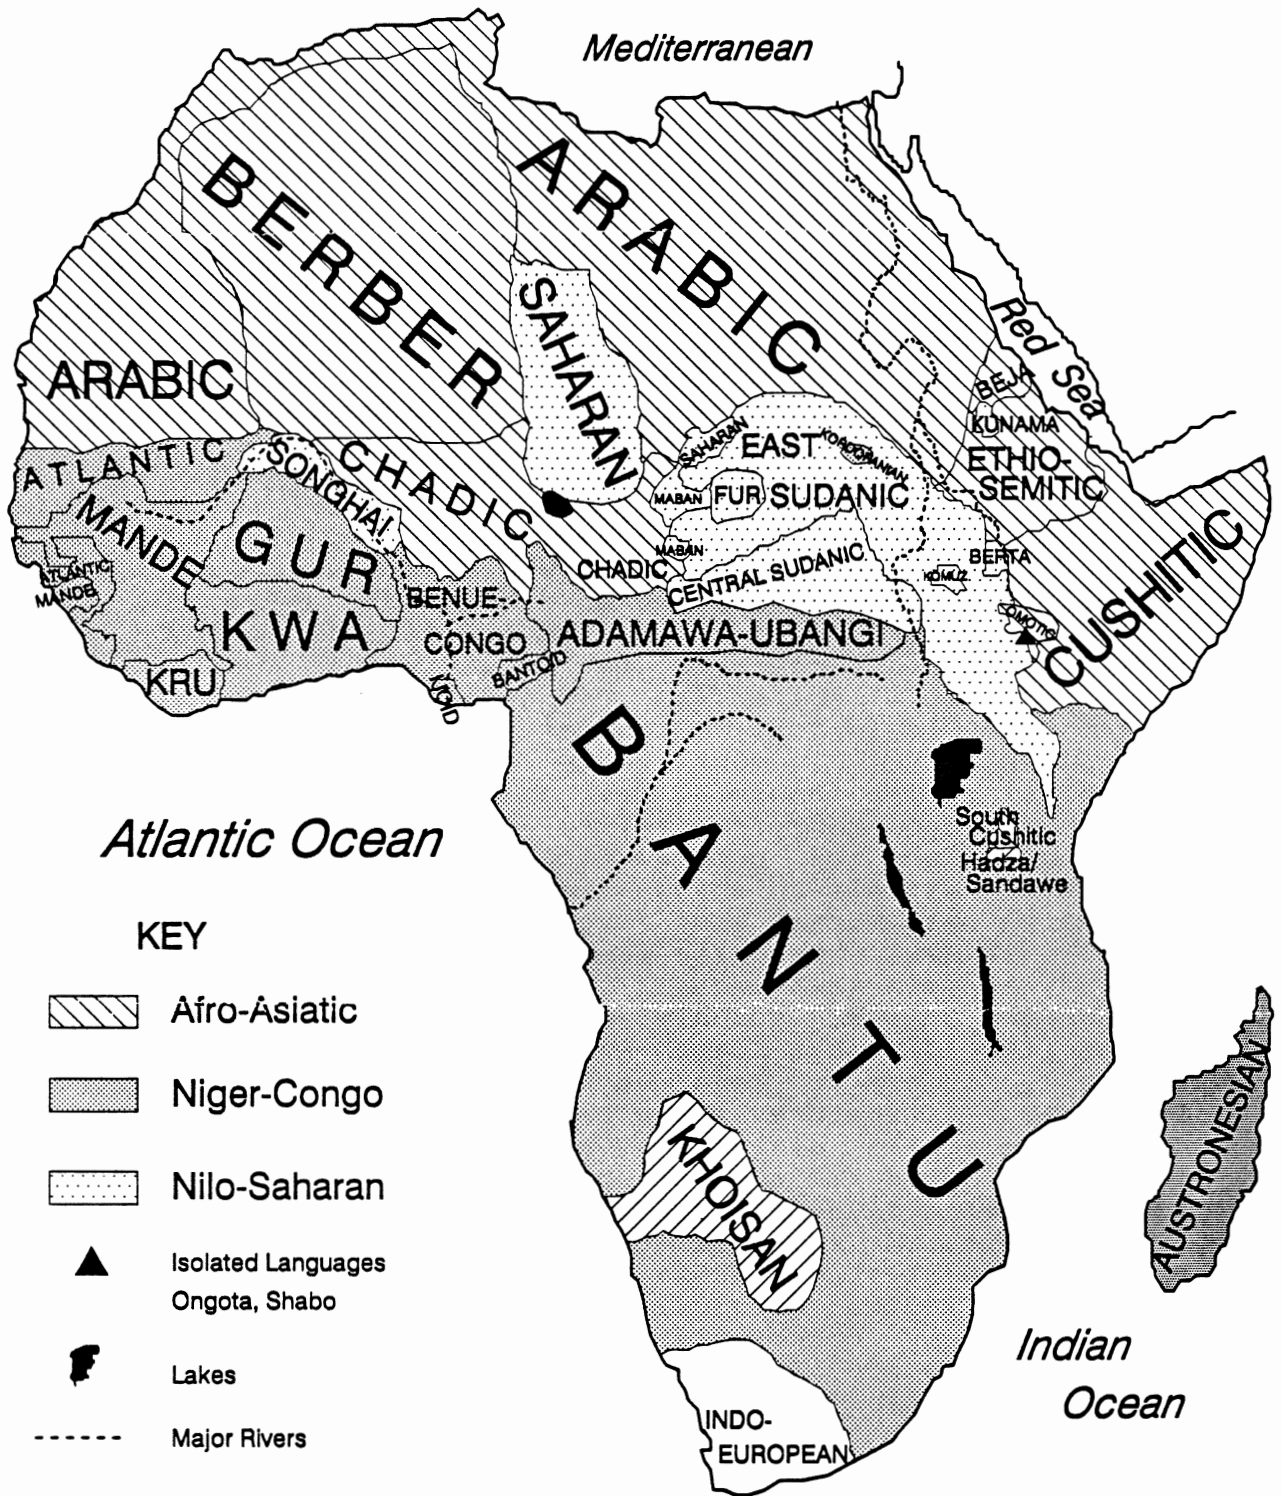 Mediterranean
ARABIC
BERBER
SAHARAN
Red Sea
ARABIC
BEJA
KUNAMA
ATLANTIC
SONGHAI
CHADIC
SAHARAN
EAST
KORDOFANIAN
ETHIO-
SEMITIC
MABAN
FUR
SUDANIC
MANDE
GUR
MABAN
CHADIC
CENTRAL SUDANIC
BERTA
KOMUZ
CUSHITIC
ATLANTIC
MANDE
BENUE-
CONGO
KWA
ADAMAWA-UBANGI
OMOTIC
KRU
BANTOID
IJOID
BANTU
South
Cushitic
Hadza/
Sandawe
Atlantic Ocean
KEY
Afro-Asiatic
Niger-Congo
Nilo-Saharan
Isolated Languages
Ongota, Shabo
Lakes
Major Rivers
KHOISAN
AUSTRONESIAN
Indian
Ocean
INDO-
EUROPEAN